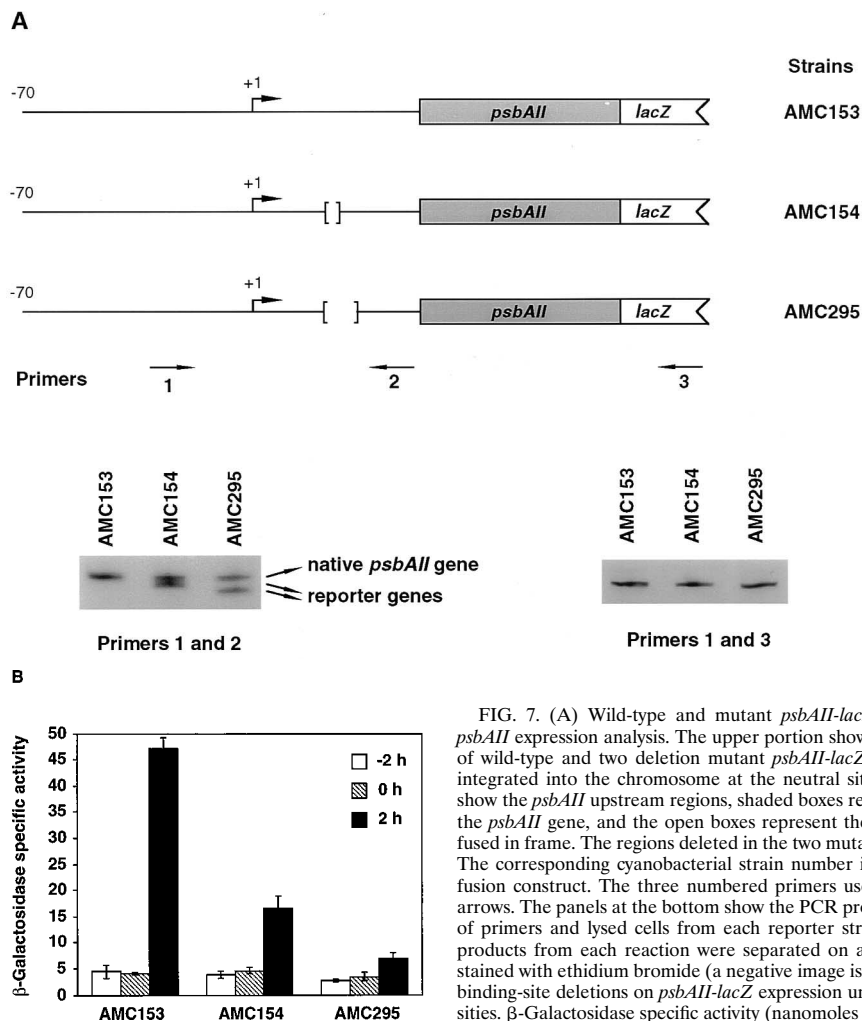 A
Strains
-70 +1 psbAII lacZ AMC153
-70 +1 psbAII lacZ AMC154
-70 +1 psbAII lacZ AMC295
Primers 1 2 3
AMC153 AMC154 AMC295
native psbAII gene
reporter genes
Primers 1 and 2
AMC153 AMC154 AMC295
Primers 1 and 3
B
β-Galactosidase specific activity
50
45
40
35
30
25
20
15
10
5
0
-2 h
0 h
2 h
AMC153 AMC154 AMC295
FIG. 7. (A) Wild-type and mutant psbAII-lac
psbAII expression analysis. The upper portion show
of wild-type and two deletion mutant psbAII-lacZ
integrated into the chromosome at the neutral sit
show the psbAII upstream regions, shaded boxes re
the psbAII gene, and the open boxes represent the
fused in frame. The regions deleted in the two muta
The corresponding cyanobacterial strain number i
fusion construct. The three numbered primers use
arrows. The panels at the bottom show the PCR pro
of primers and lysed cells from each reporter str
products from each reaction were separated on a
stained with ethidium bromide (a negative image is
binding-site deletions on psbAII-lacZ expression un
sities. β-Galactosidase specific activity (nanomoles